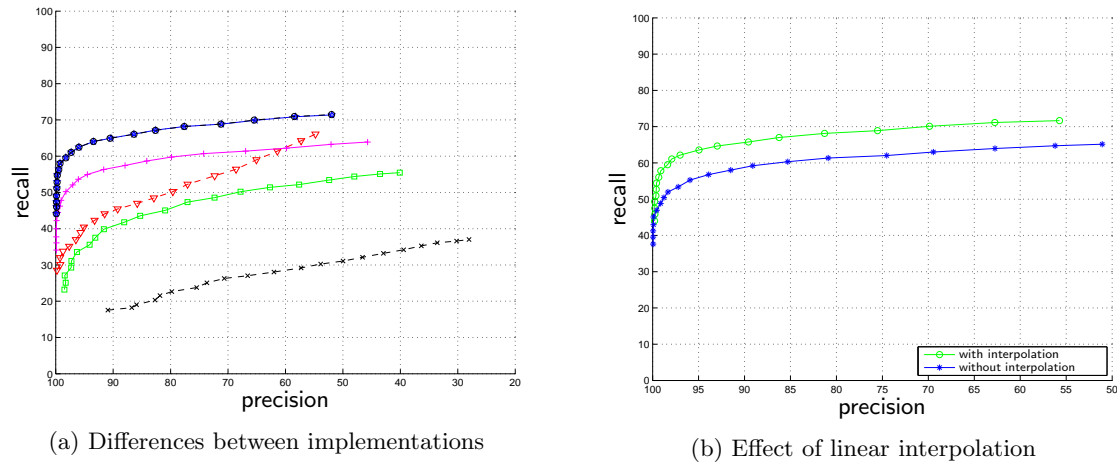 100
90
80
70
60
50
40
30
20
10
0
recall
100 90 80 70 60 50 40 30 20
precision
(a) Differences between implementations
100
90
80
70
60
50
40
30
20
10
0
recall
with interpolation
without interpolation
100 95 90 85 80 75 70 65 60 55 50
precision
(b) Effect of linear interpolation